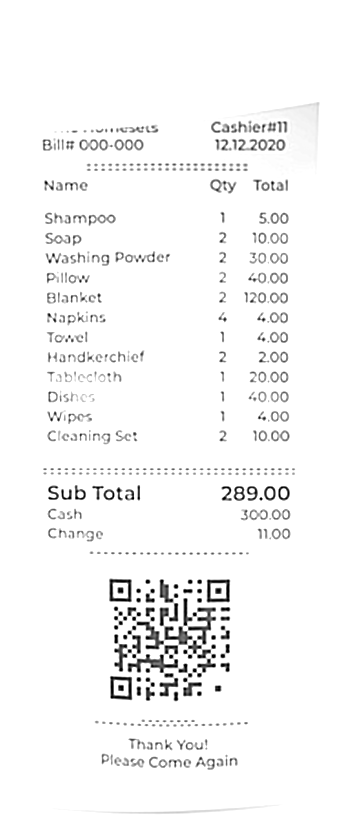 Homesets Cashier#11
Bill# 000-000 12.12.2020
Name Qty Total
Shampoo 1 5.00
Soap 2 10.00
Washing Powder 2 30.00
Pillow 2 40.00
Blanket 2 120.00
Napkins 4 4.00
Towel 1 4.00
Handkerchief 2 2.00
Tablecloth 1 20.00
Dishes 1 40.00
Wipes 1 4.00
Cleaning Set 2 10.00
Sub Total 289.00
Cash 300.00
Change 11.00
Thank You!
Please Come Again